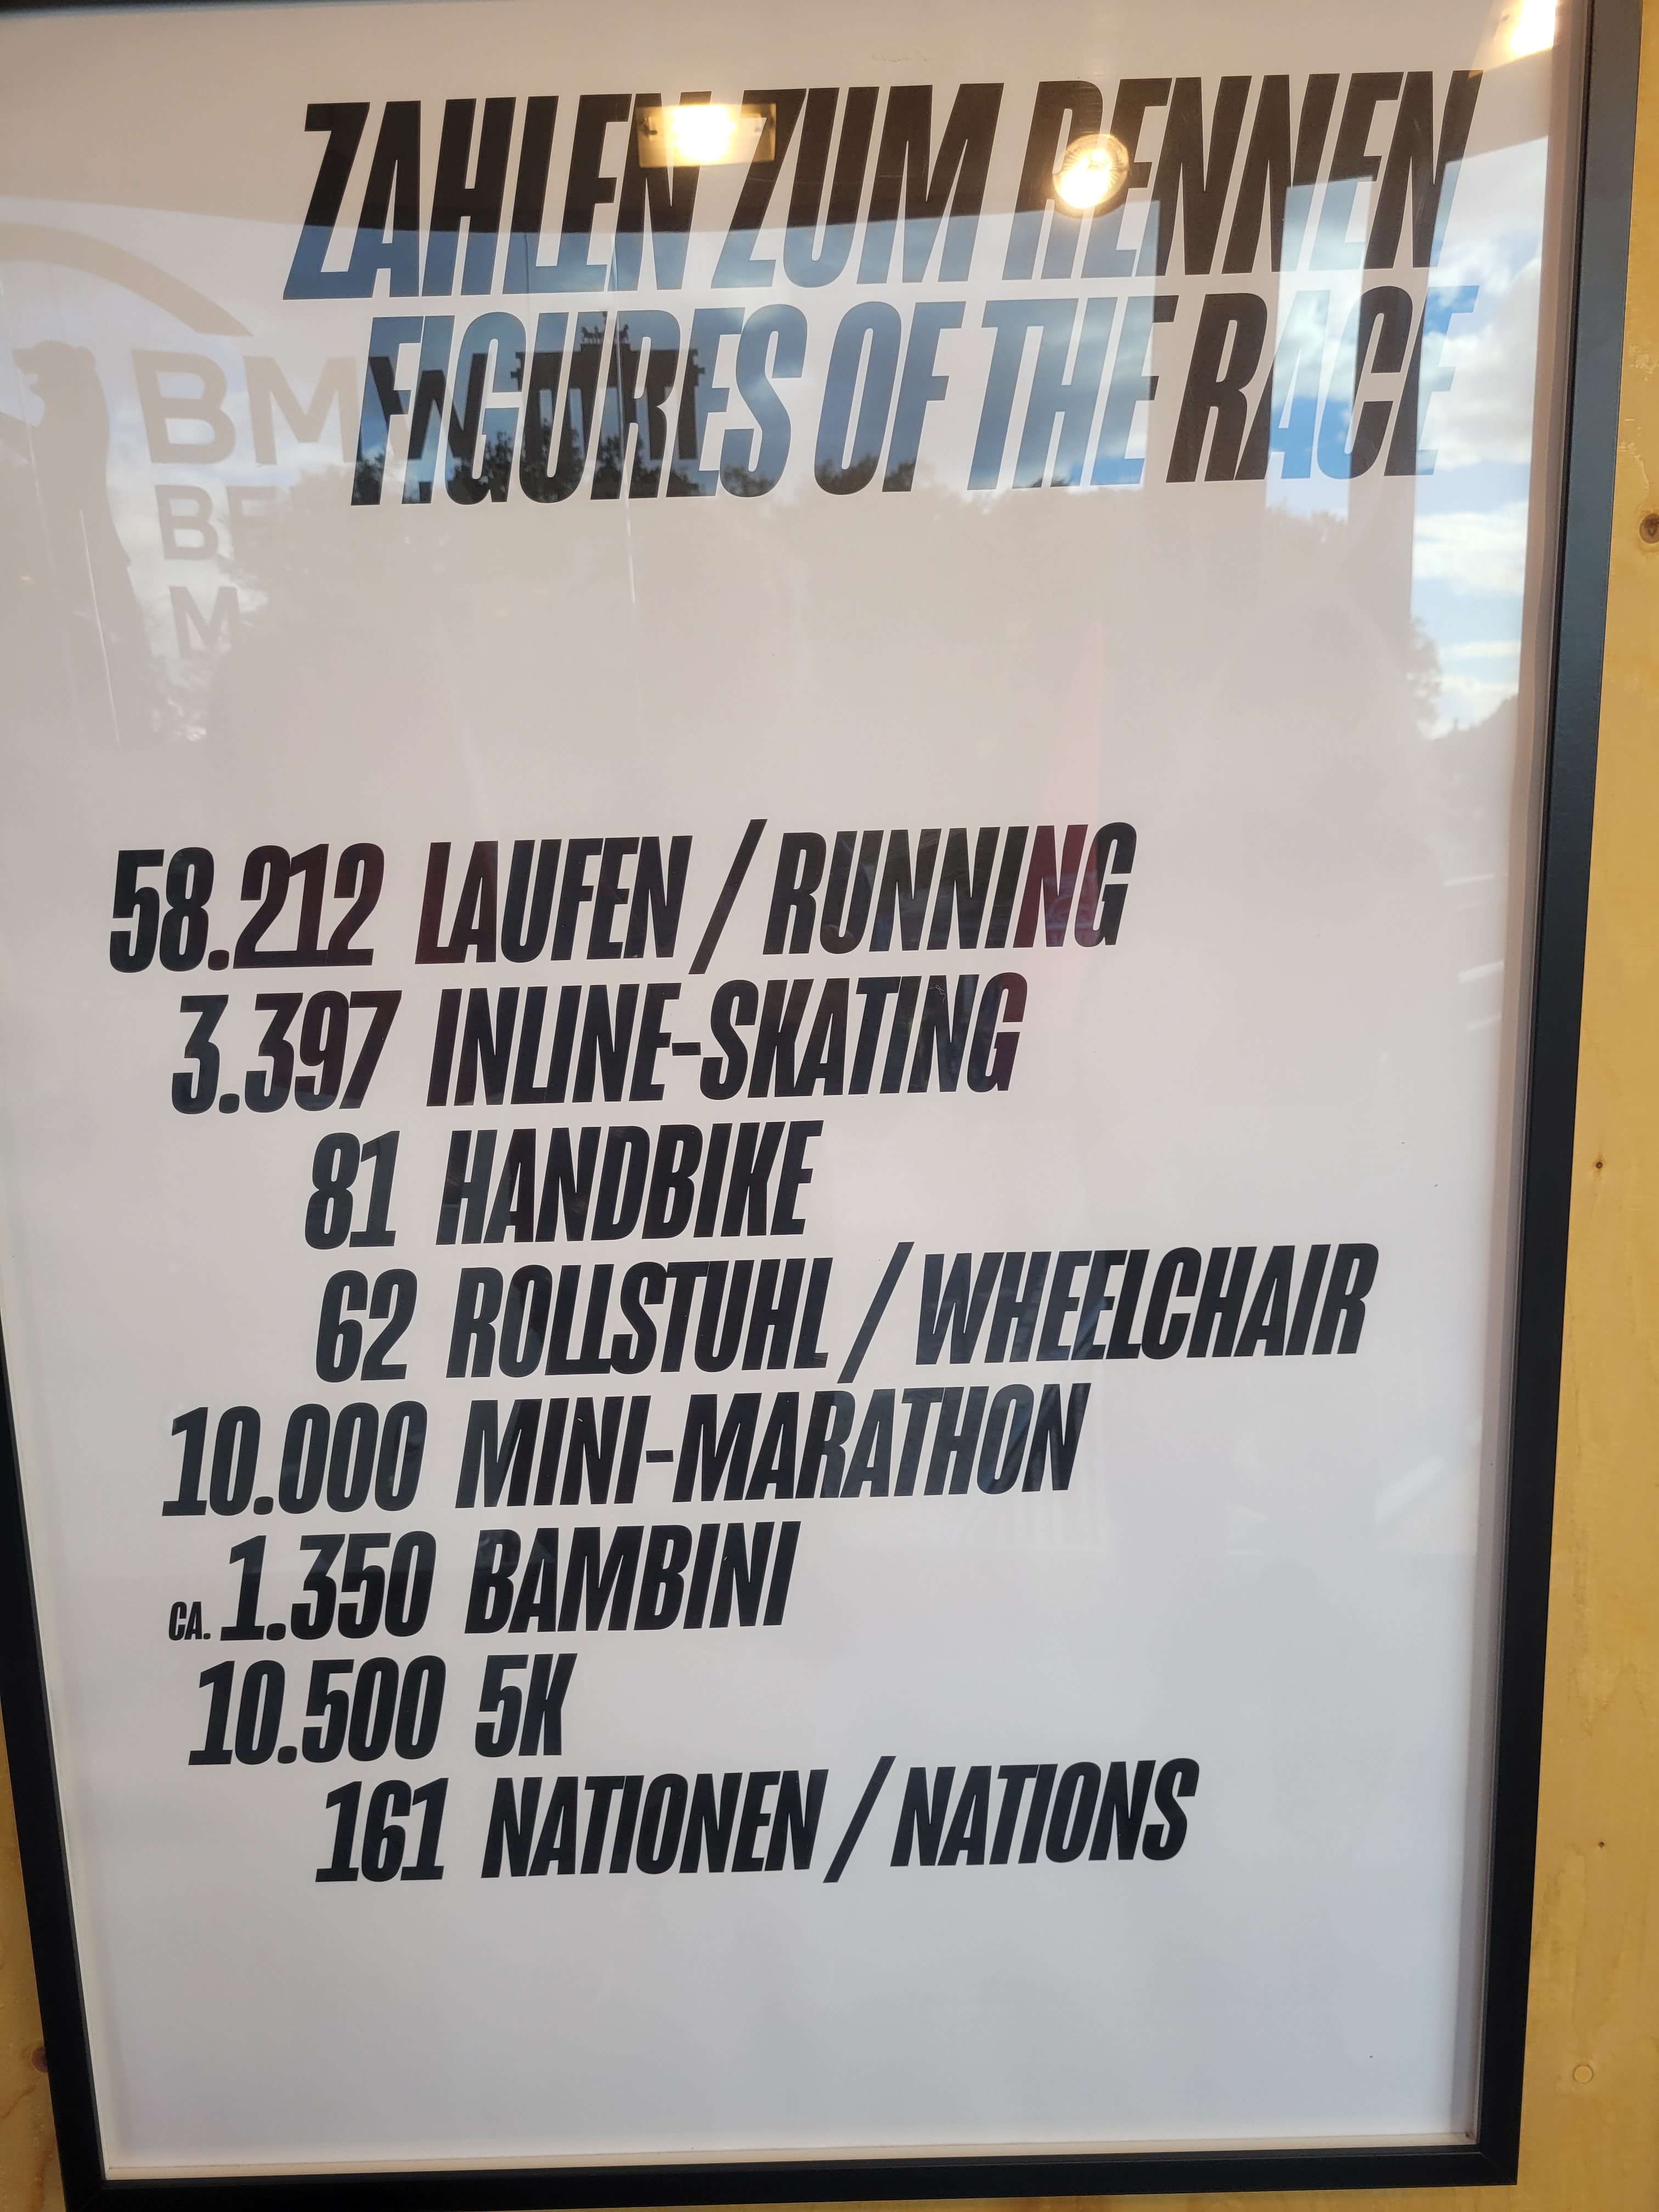 ZAHLEN ZUM RENNEN
FIGURES OF THE RACE
BMW
58.212 LAUFEN / RUNNING
3.397 INLINE-SKATING
81 HANDBIKE
62 ROLLSTUHL / WHEELCHAIR
10.000 MINI-MARATHON
CA. 1.350 BAMBINI
10.500 5K
161 NATIONEN / NATIONS